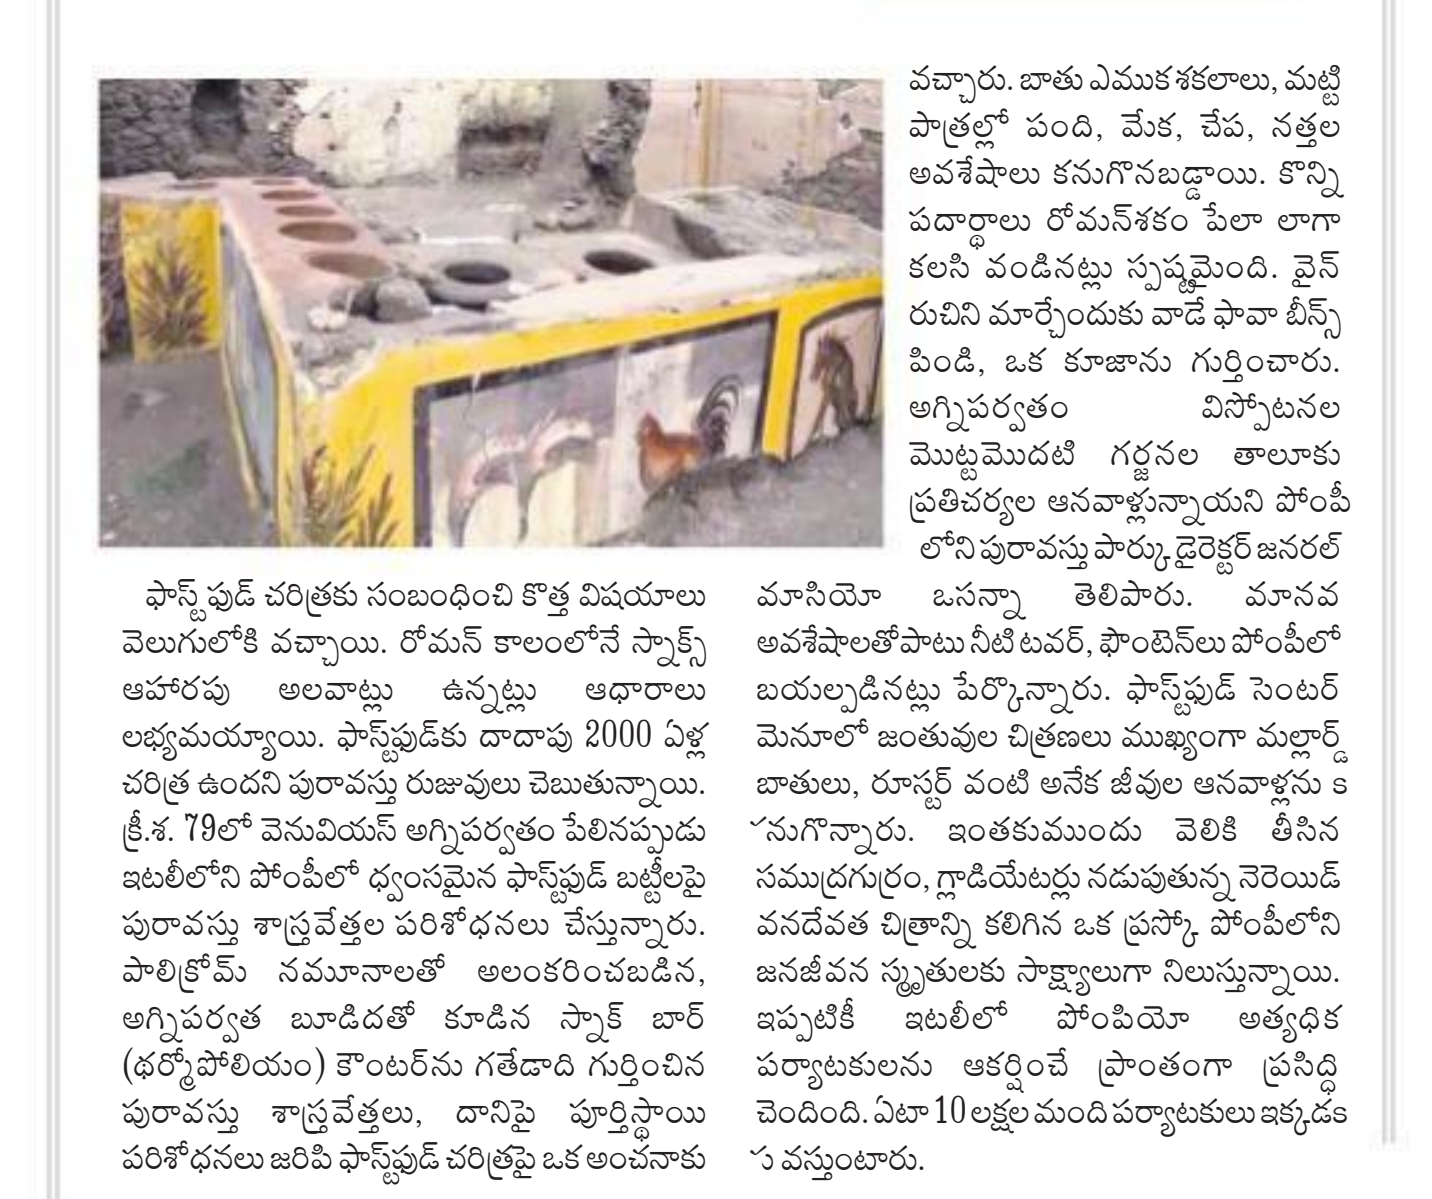 ఫాస్ట్ ఫుడ్ చరిత్రకు సంబంధించి కొత్త విషయాలు
వెలుగులోకి వచ్చాయి. రోమన్ కాలంలోనే స్నాక్స్
ఆహారపు అలవాట్లు ఉన్నట్లు ఆధారాలు
లభ్యమయ్యాయి. ఫాస్ట్‌ఫుడ్‌కు దాదాపు 2000 ఏళ్ల
చరిత్ర ఉందని పురావస్తు రుజువులు చెబుతున్నాయి.
క్రీ.శ. 79లో వెనువియస్ అగ్నిపర్వతం పేలినప్పుడు
ఇటలీలోని పోంపీలో ధ్వంసమైన ఫాస్ట్‌ఫుడ్ బట్టీలపై
పురావస్తు శాస్త్రవేత్తల పరిశోధనలు చేస్తున్నారు.
పాలిక్రోమ్ నమూనాలతో అలంకరించబడిన,
అగ్నిపర్వత బూడిదతో కూడిన స్నాక్ బార్
(థర్మోపోలియం) కౌంటర్‌ను గతేడాది గుర్తించిన
పురావస్తు శాస్త్రవేత్తలు, దానిపై పూర్తిస్థాయి
పరిశోధనలు జరిపి ఫాస్ట్‌ఫుడ్ చరిత్రపై ఒక అంచనాకు
వచ్చారు. బాతు ఎముక శకలాలు, మట్టి
పాత్రల్లో పంది, మేక, చేప, నత్తల
అవశేషాలు కనుగొనబడ్డాయి. కొన్ని
పదార్థాలు రోమన్‌శకం పేలా లాగా
కలసి వండినట్లు స్పష్టమైంది. వైన్
రుచిని మార్చేందుకు వాడే ఫావా బీన్స్
పిండి, ఒక కూజాను గుర్తించారు.
అగ్నిపర్వతం విస్పోటనల
మొట్టమొదటి గర్జనల తాలూకు
ప్రతిచర్యల ఆనవాళ్లున్నాయని పోంపీ
లోని పురావస్తు పార్కు డైరెక్టర్ జనరల్
మాసియో ఒసన్నా తెలిపారు. మానవ
అవశేషాలతోపాటు నీటి టవర్, ఫౌంటెన్‌లు పోంపీలో
బయల్పడినట్లు పేర్కొన్నారు. ఫాస్ట్‌ఫుడ్ సెంటర్
మెనూలో జంతువుల చిత్రణలు ముఖ్యంగా మల్లార్డ్
బాతులు, రూస్టర్ వంటి అనేక జీవుల ఆనవాళ్లను క
నుగొన్నారు. ఇంతకుముందు వెలికి తీసిన
సముద్రగుర్రం, గ్లాడియేటర్లు నడుపుతున్న నెరెయిడ్
వనదేవత చిత్రాన్ని కలిగిన ఒక ప్రస్కో పోంపీలోని
జనజీవన స్మృతులకు సాక్ష్యాలుగా నిలుస్తున్నాయి.
ఇప్పటికీ ఇటలీలో పోంపియో అత్యధిక
పర్యాటకులను ఆకర్షించే ప్రాంతంగా ప్రసిద్ధి
చెందింది. ఏటా 10 లక్షల మంది పర్యాటకులు ఇక్కడక
ు వస్తుంటారు.